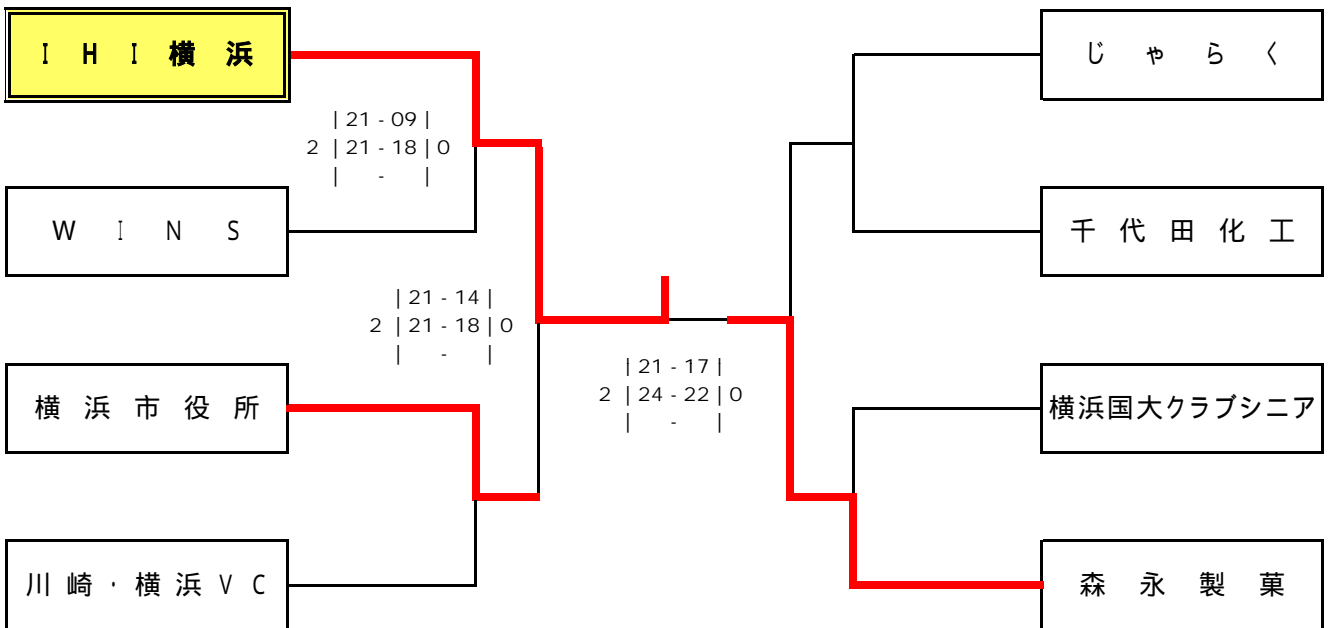 IHI横浜
じゃらく
| 21 - 09 |
2 | 21 - 18 | 0
| - |
WINS
千代田化工
| 21 - 14 |
2 | 21 - 18 | 0
| - |
| 21 - 17 |
2 | 24 - 22 | 0
| - |
横浜市役所
横浜国大クラブシニア
川崎・横浜VC
森永製菓